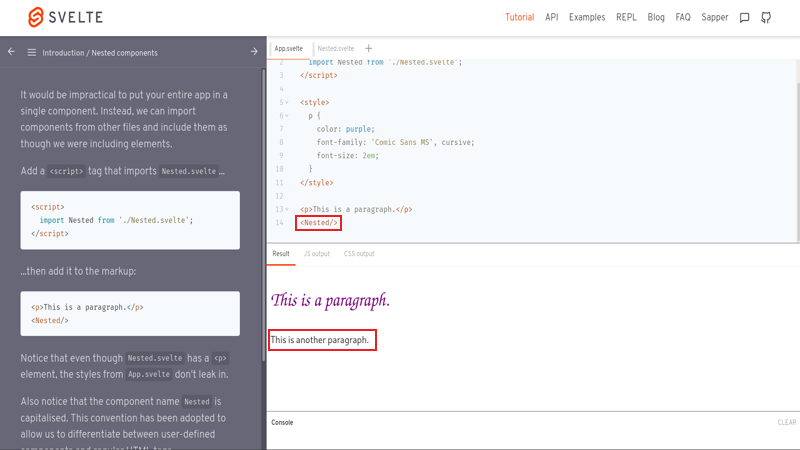 SVELTE
Tutorial API Examples REPL Blog FAQ Sapper
Introduction / Nested components
It would be impractical to put your entire app in a
single component. Instead, we can import
components from other files and include them as
though we were including elements.
Add a <script> tag that imports Nested.svelte...
<script>
import Nested from './Nested.svelte';
</script>
...then add it to the markup:
<p>This is a paragraph.</p>
<Nested/>
Notice that even though Nested.svelte has a <p>
element, the styles from App.svelte don't leak in.
Also notice that the component name Nested is
capitalised. This convention has been adopted to
allow us to differentiate between user-defined
components and regular HTML tags.
App.svelte Nested.svelte
2 import Nested from './Nested.svelte';
3 </script>
4
5 <style>
6 p {
7 color: purple;
8 font-family: 'Comic Sans MS', cursive;
9 font-size: 2em;
10 }
11 </style>
12
13 <p>This is a paragraph.</p>
14 <Nested/>
Result JS output CSS output
This is a paragraph.
This is another paragraph.
Console CLEAR